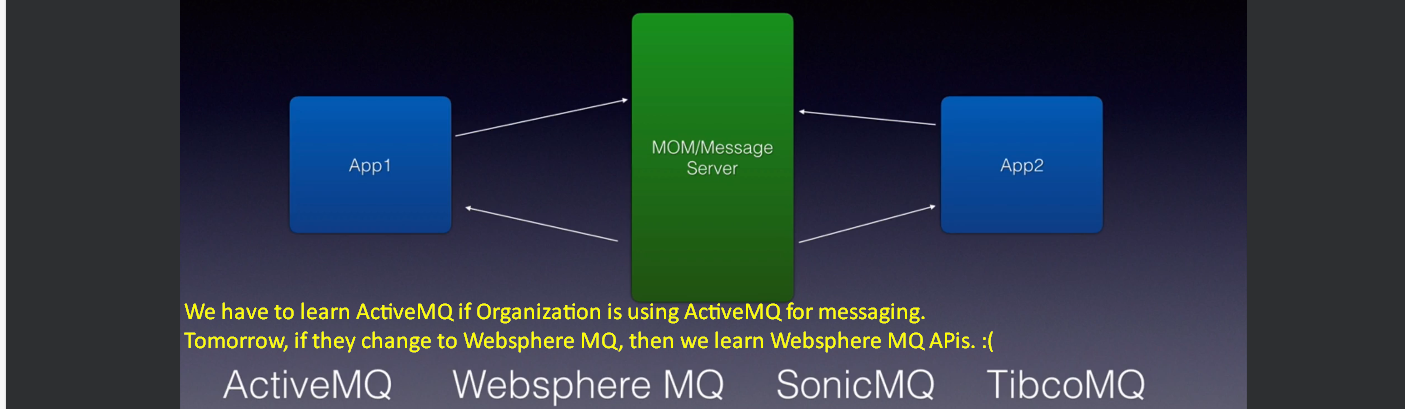 App1
MOM/Message
Server
App2
We have to learn ActiveMQ if Organization is using ActiveMQ for messaging.
Tomorrow, if they change to Websphere MQ, then we learn Websphere MQ APis. :(
ActiveMQ Websphere MQ SonicMQ TibcoMQ